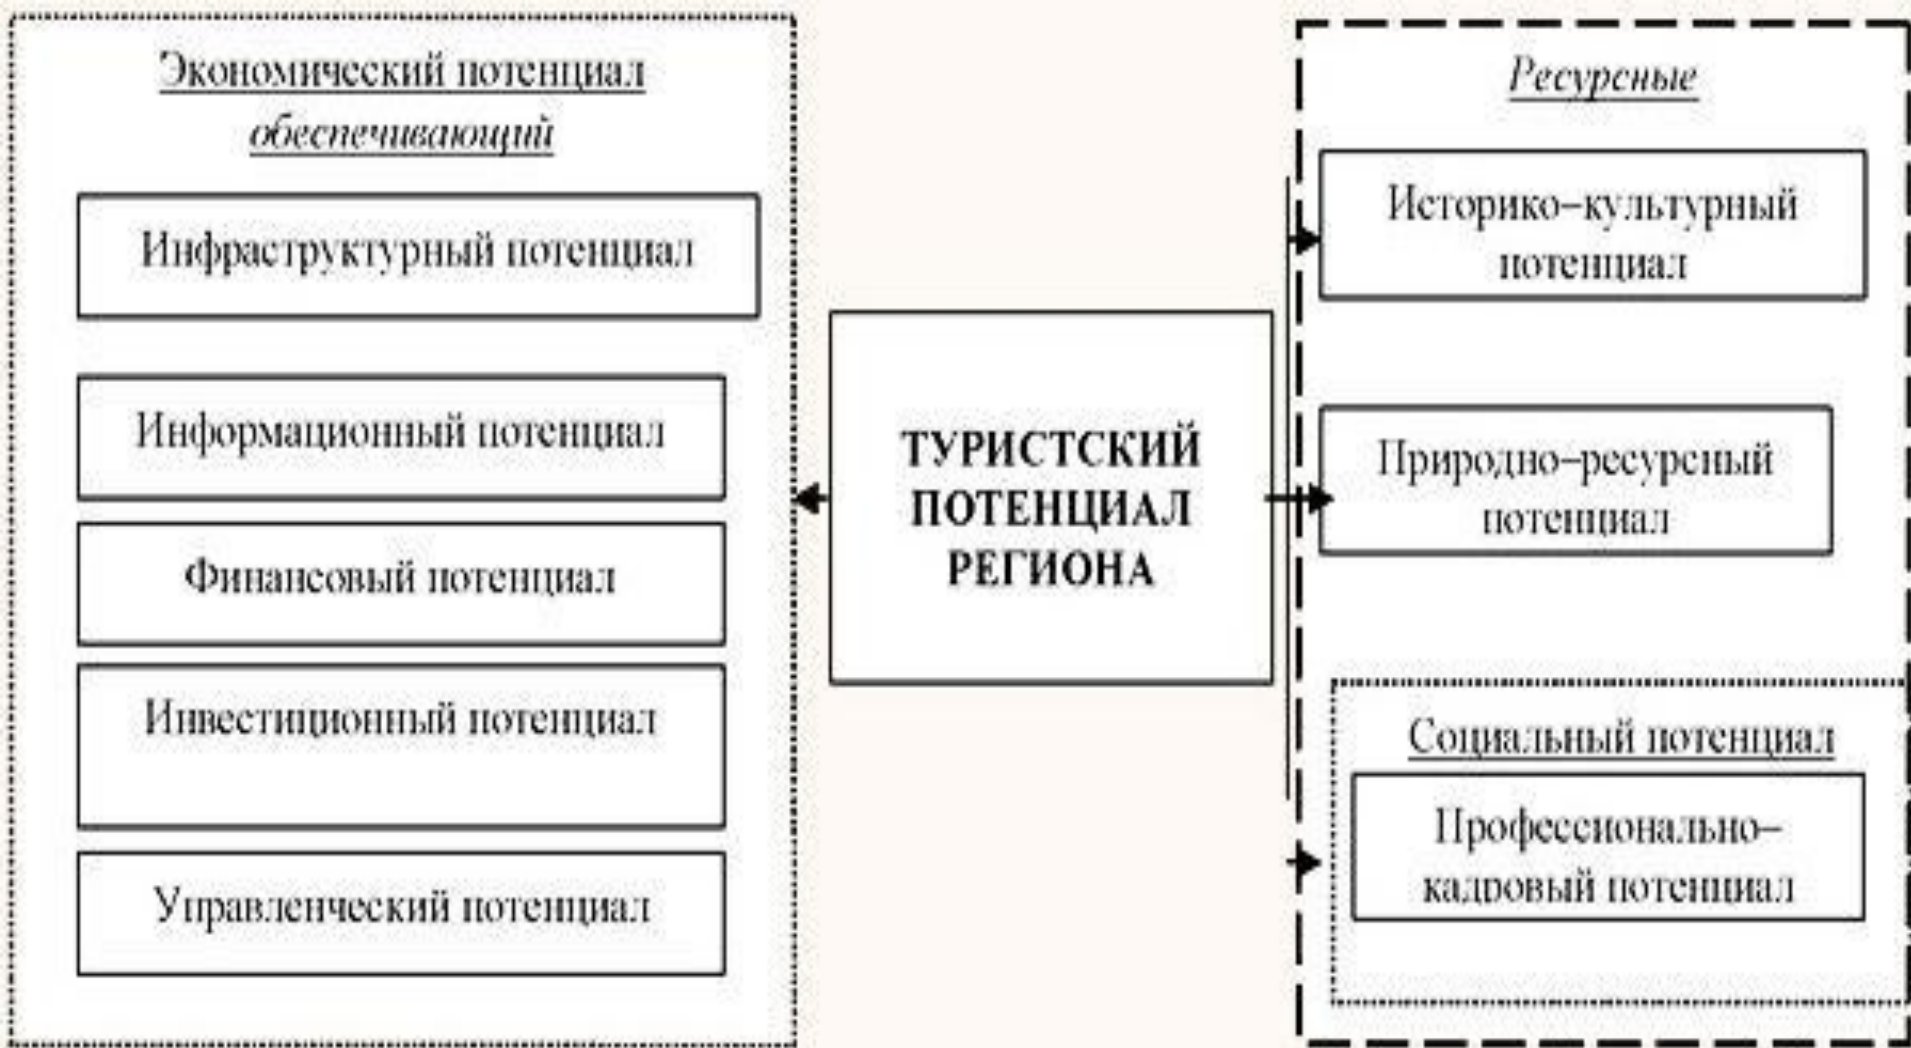 Экономический потенциал
обеспечивающий
Инфраструктурный потенциал
Информационный потенциал
Финансовый потенциал
Инвестиционный потенциал
Управленческий потенциал
ТУРИСТСКИЙ
ПОТЕНЦИАЛ
РЕГИОНА
Ресурсные
Историко–культурный
потенциал
Природно–ресурсный
потенциал
Социальный потенциал
Профессионально–
кадровый потенциал